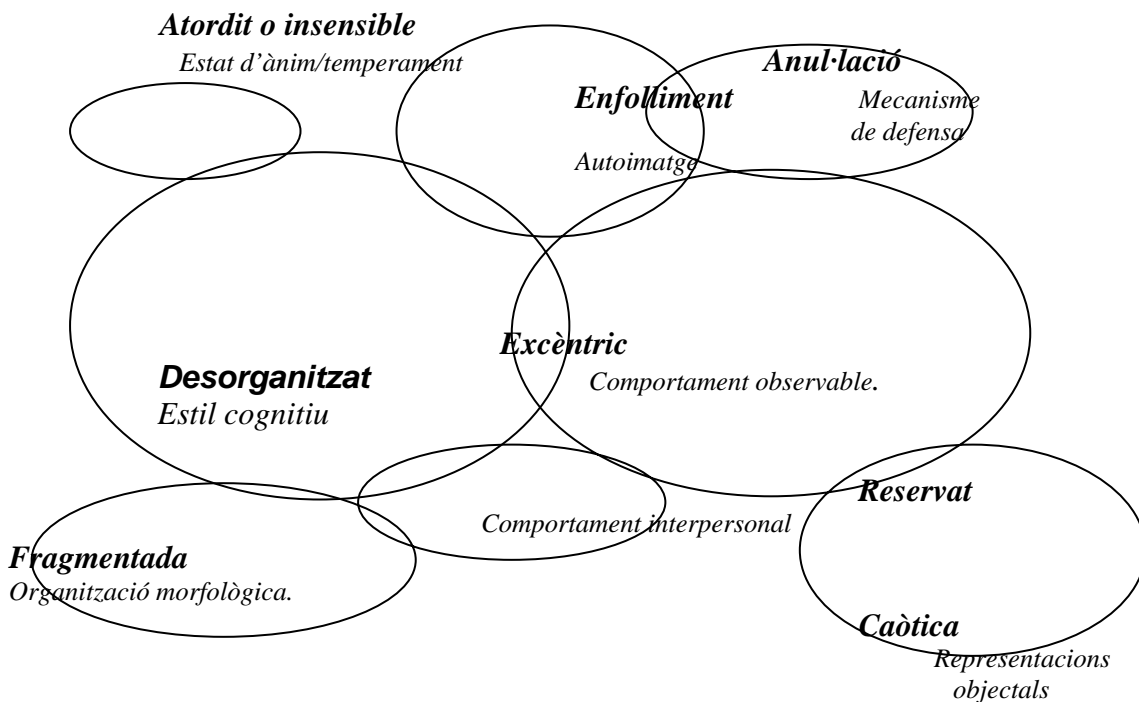 Atordit o insensible
Estat d’ànim/temperament
Anul·lació
Mecanisme
de defensa
Enfolliment
Autoimatge
Excèntric
Comportament observable.
Desorganitzat
Estil cognitiu
Reservat
Comportament interpersonal
Fragmentada
Organització morfològica.
Caòtica
Representacions
objectals